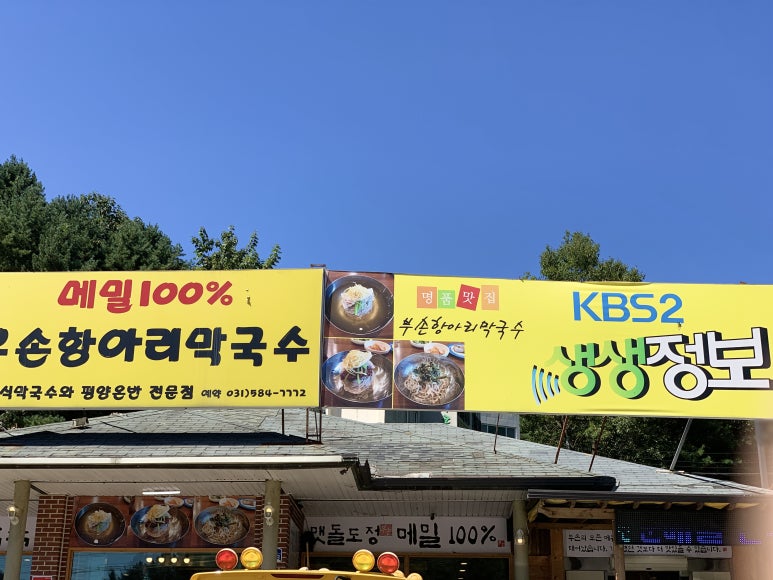 메밀100%
부손항아리막국수
식막국수와 평양온반 전문점 예약 031)584-7772
명품맛집
부손항아리막국수
KBS2
생생정보
맷돌도정 메밀 100%